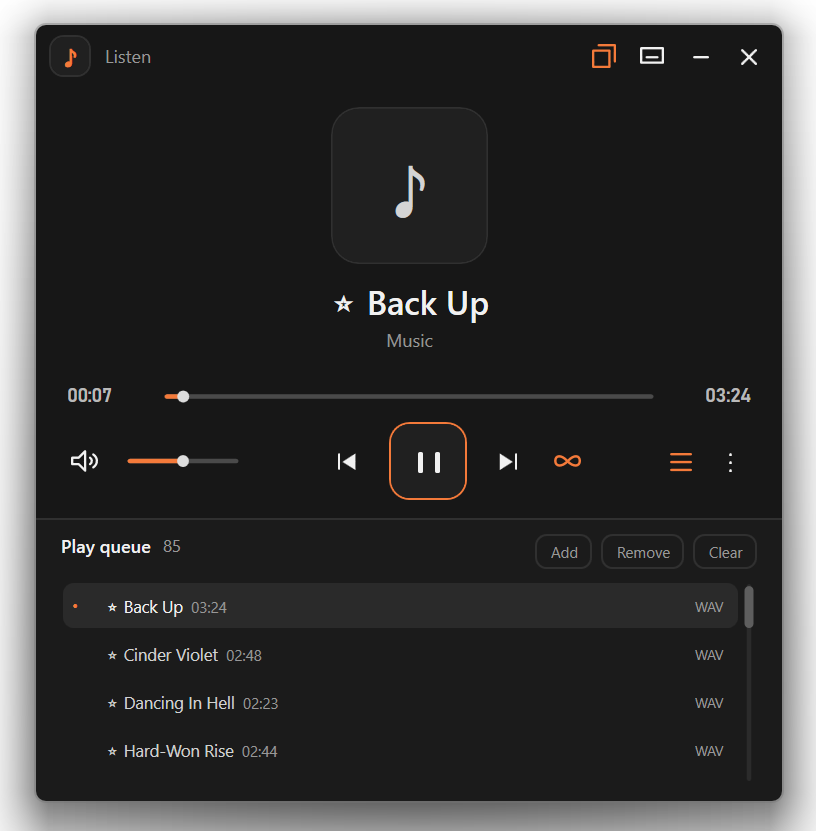 Listen
☆ Back Up
Music
00:07 03:24
Play queue 85 Add Remove Clear
☆ Back Up 03:24 WAV
☆ Cinder Violet 02:48 WAV
☆ Dancing In Hell 02:23 WAV
☆ Hard-Won Rise 02:44 WAV